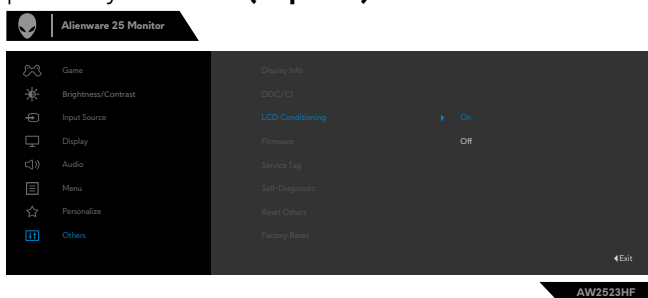 Alienware 25 Monitor
Game
Display Info
Brightness/Contrast
DDC/CI
Input Source
LCD Conditioning
On
Display
Firmware
Off
Audio
Service Tag
Menu
Self-Diagnostic
Personalize
Reset Others
Others
Factory Reset
Exit
AW2523HF